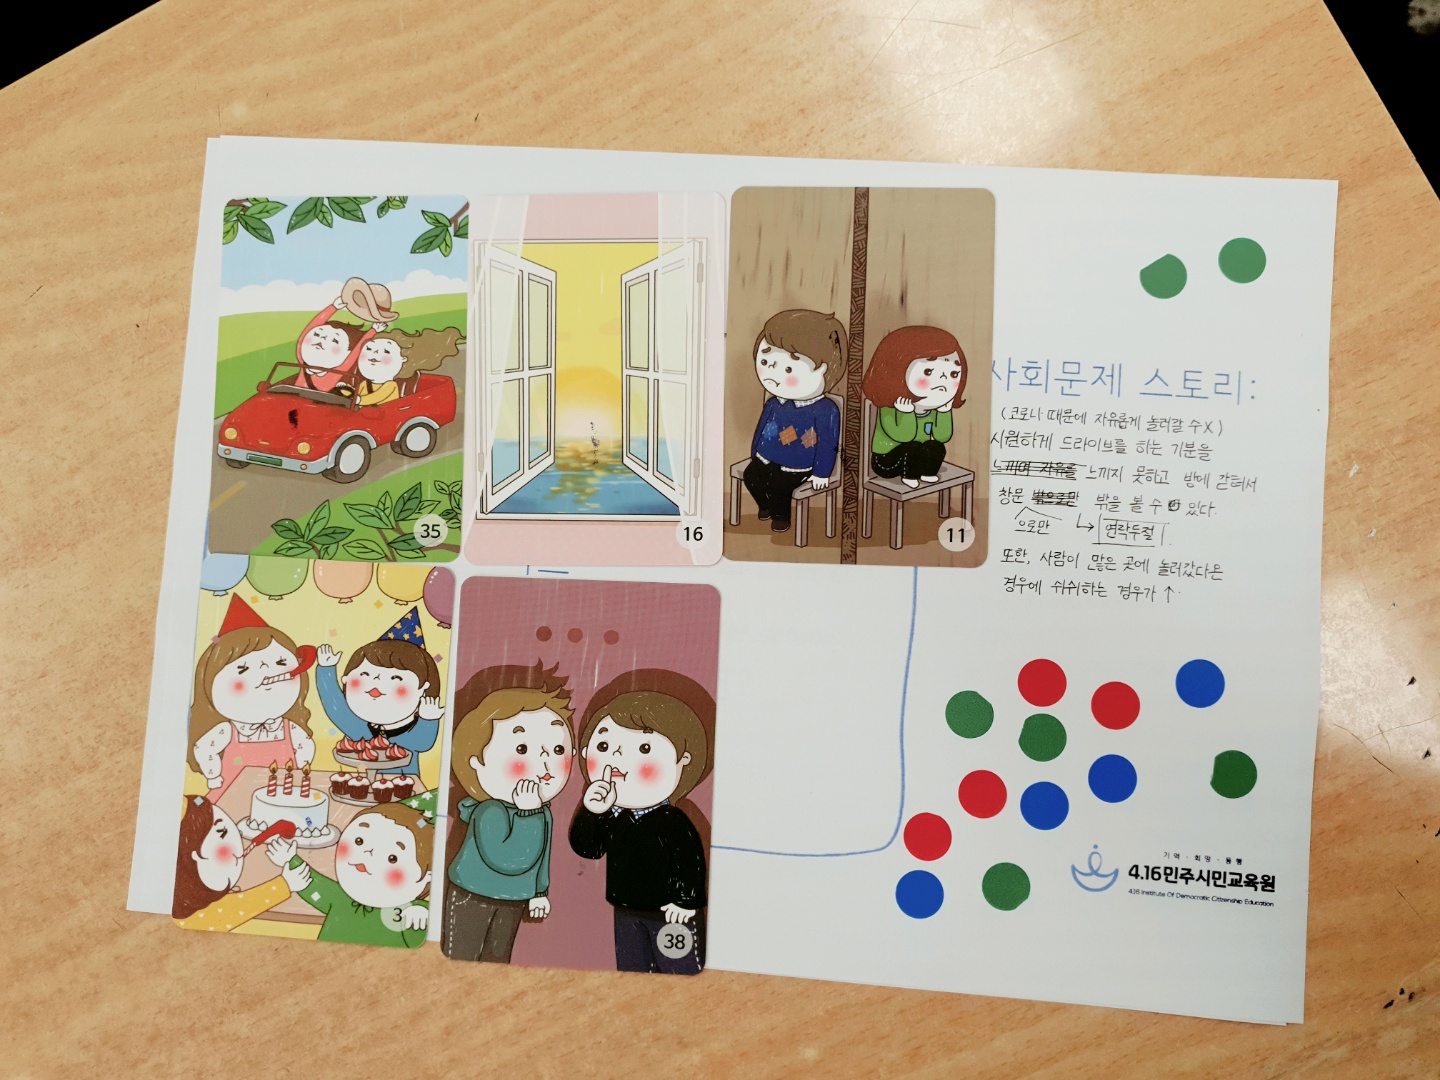 35
16
11
3
38
사회문제 스토리:
(코로나 때문에 자유롭게 놀러갈 수 X)
시원하게 드라이브를 하는 기분을
느끼며 자유를 느끼지 못하고 방에 갇혀서
창문 밖으로만 밖을 볼 수 있다.
으로만 ↳ 연락두절
또한, 사람이 많은 곳에 놀러갔다온
경우에 쉬쉬하는 경우가 ↑.
기억·희망·동행
4.16민주시민교육원
4.16 Institute Of Democratic Citizenship Education